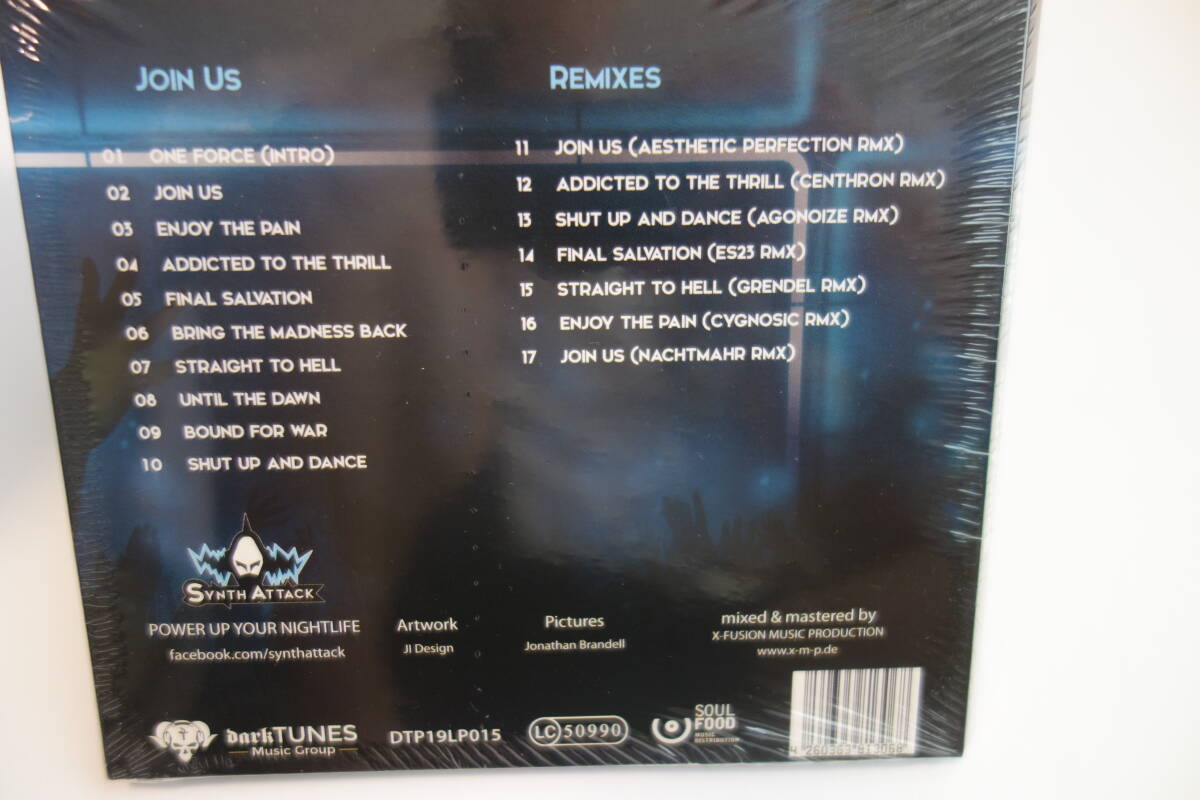 JOIN US
01 ONE FORCE (INTRO)
02 JOIN US
03 ENJOY THE PAIN
04 ADDICTED TO THE THRILL
05 FINAL SALVATION
06 BRING THE MADNESS BACK
07 STRAIGHT TO HELL
08 UNTIL THE DAWN
09 BOUND FOR WAR
10 SHUT UP AND DANCE
REMIXES
11 JOIN US (AESTHETIC PERFECTION RMX)
12 ADDICTED TO THE THRILL (CENTHRON RMX)
13 SHUT UP AND DANCE (AGONOIZE RMX)
14 FINAL SALVATION (ES23 RMX)
15 STRAIGHT TO HELL (GRENDEL RMX)
16 ENJOY THE PAIN (CYGNOSIC RMX)
17 JOIN US (NACHTMAHR RMX)
SYNTH ATTACK
POWER UP YOUR NIGHTLIFE
facebook.com/synthattack
Artwork
JI Design
Pictures
Jonathan Brandell
mixed & mastered by
X-FUSION MUSIC PRODUCTION
www.x-m-p.de
darkTUNES
Music Group
DTP19LP015
LC 50990
SOUL
FOOD
MUSIC
DISTRIBUTION
4 260363 813068